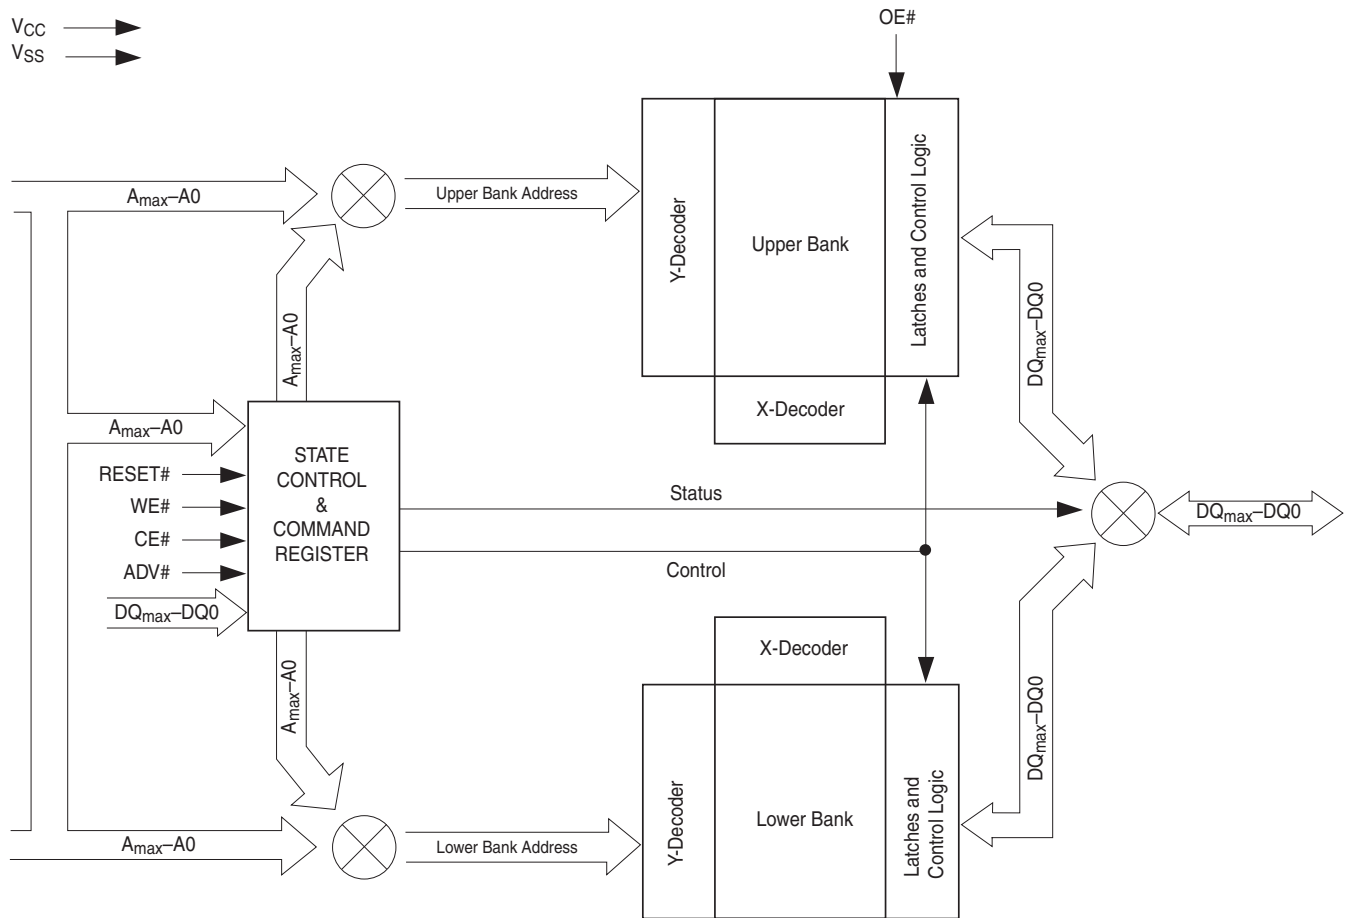 VCC
VSS
OE#
Amax–A0
Upper Bank Address
Y-Decoder
Upper Bank
Latches and Control Logic
X-Decoder
DQmax–DQ0
Amax–A0
Amax–A0
RESET#
WE#
CE#
ADV#
DQmax–DQ0
STATE
CONTROL
&
COMMAND
REGISTER
Status
Control
DQmax–DQ0
Amax–A0
X-Decoder
Y-Decoder
Lower Bank
Latches and
Control Logic
DQmax–DQ0
Amax–A0
Lower Bank Address